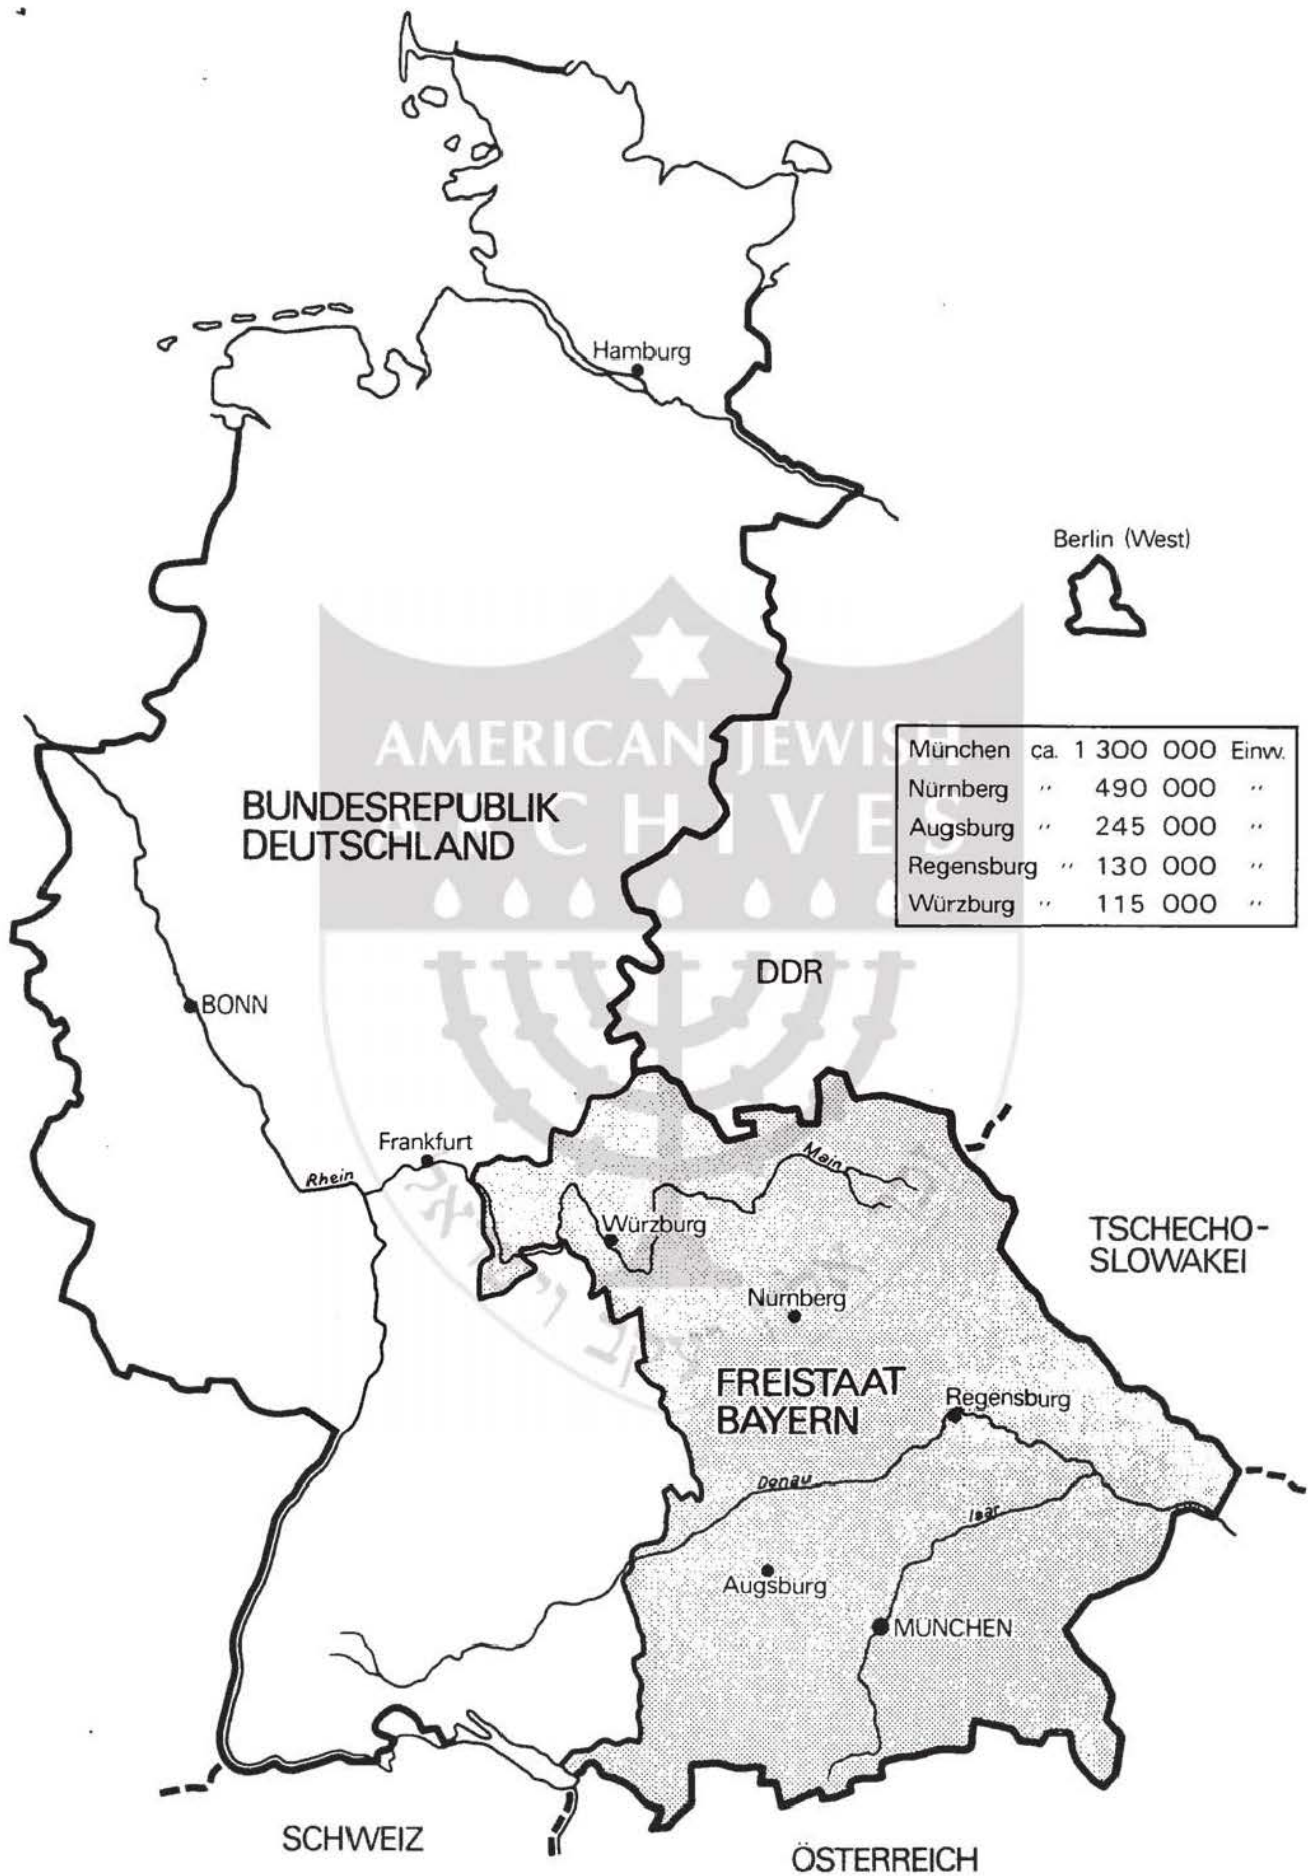 Hamburg
Berlin (West)
AMERICAN JEWISH
ARCHIVES
München ca. 1 300 000 Einw.
Nürnberg '' 490 000 ''
Augsburg '' 245 000 ''
Regensburg '' 130 000 ''
Würzburg '' 115 000 ''
BUNDESREPUBLIK
DEUTSCHLAND
DDR
BONN
Frankfurt
Rhein
Main
Würzburg
TSCHECHO-
SLOWAKEI
Nürnberg
FREISTAAT
BAYERN
Regensburg
Donau
Isar
Augsburg
MÜNCHEN
SCHWEIZ
ÖSTERREICH